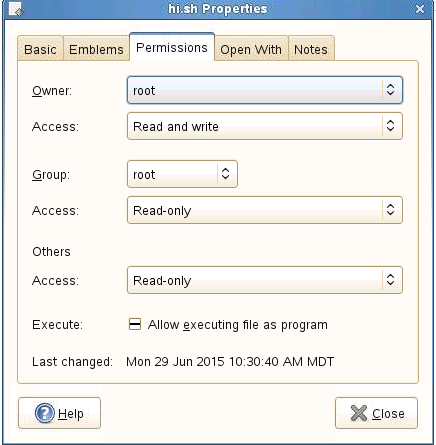 hi.sh Properties
Basic Emblems Permissions Open With Notes
Owner: root
Access: Read and write
Group: root
Access: Read-only
Others
Access: Read-only
Execute: Allow executing file as program
Last changed: Mon 29 Jun 2015 10:30:40 AM MDT
Help Close